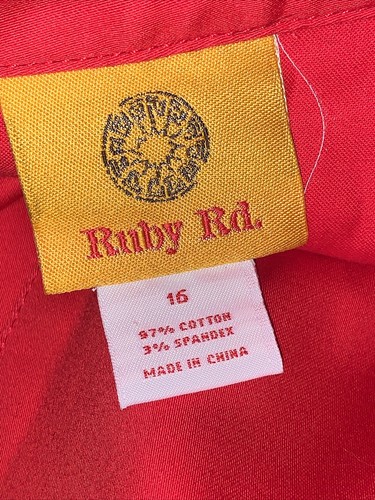 Ruby Rd.
16
97% COTTON
3% SPANDEX
MADE IN CHINA